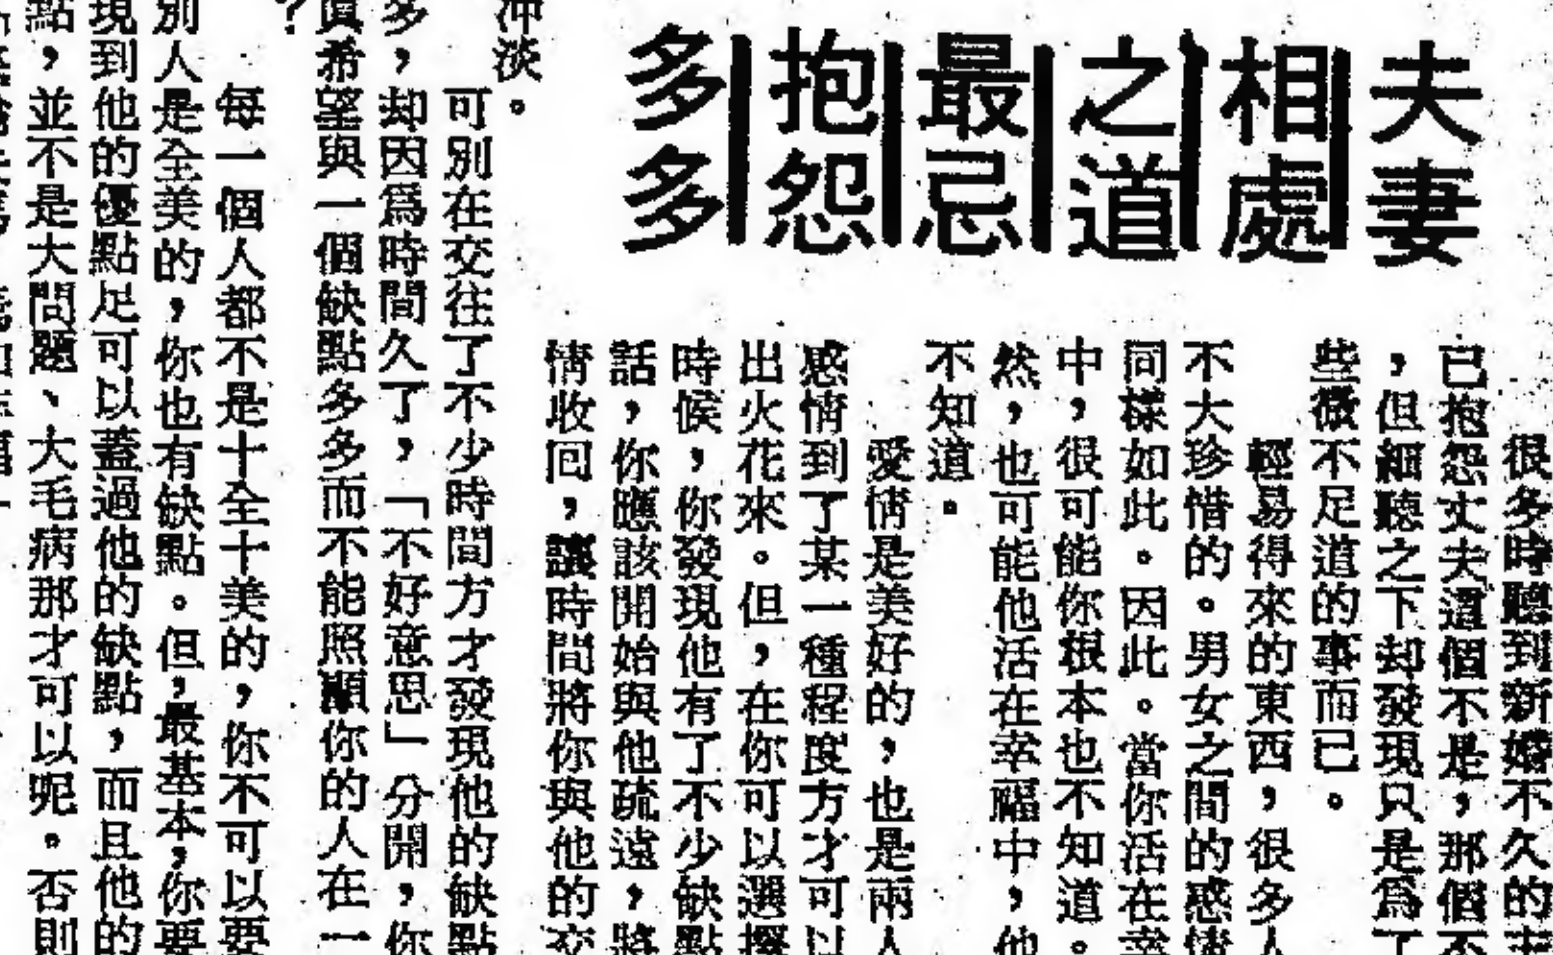 夫妻
相處
之道
最忌
抱怨
多多
很多時聽到新婚不久的
已抱怨丈夫這個不是，那個不
，但細聽之下却發現只是爲了
些微不足道的事而已。
輕易得來的東西，很多人
不大珍惜的。男女之間的感情
同樣如此。因此。當你活在幸
中，很可能你根本也不知道。
然，也可能他活在幸福中，他
不知道。
愛情是美好的，也是兩人
感情到了某一種程度方才可以
出火花來。但，在你可以選擇
時候，你發現他有了不少缺點
話，你應該開始與他疏遠，將
情收回，讓時間將你與他的交
沖淡。
可別在交往了不少時間方才發現他的缺點
多，却因爲時間久了，「不好意思」分開，你
眞希望與一個缺點多多而不能照顧你的人在一
？
每一個人都不是十全十美的，你不可以要
別人是全美的，你也有缺點。但，最基本，你要
現到他的優點足可以蓋過他的缺點，而且他的
點，並不是大問題、大毛病那才可以呢。否則